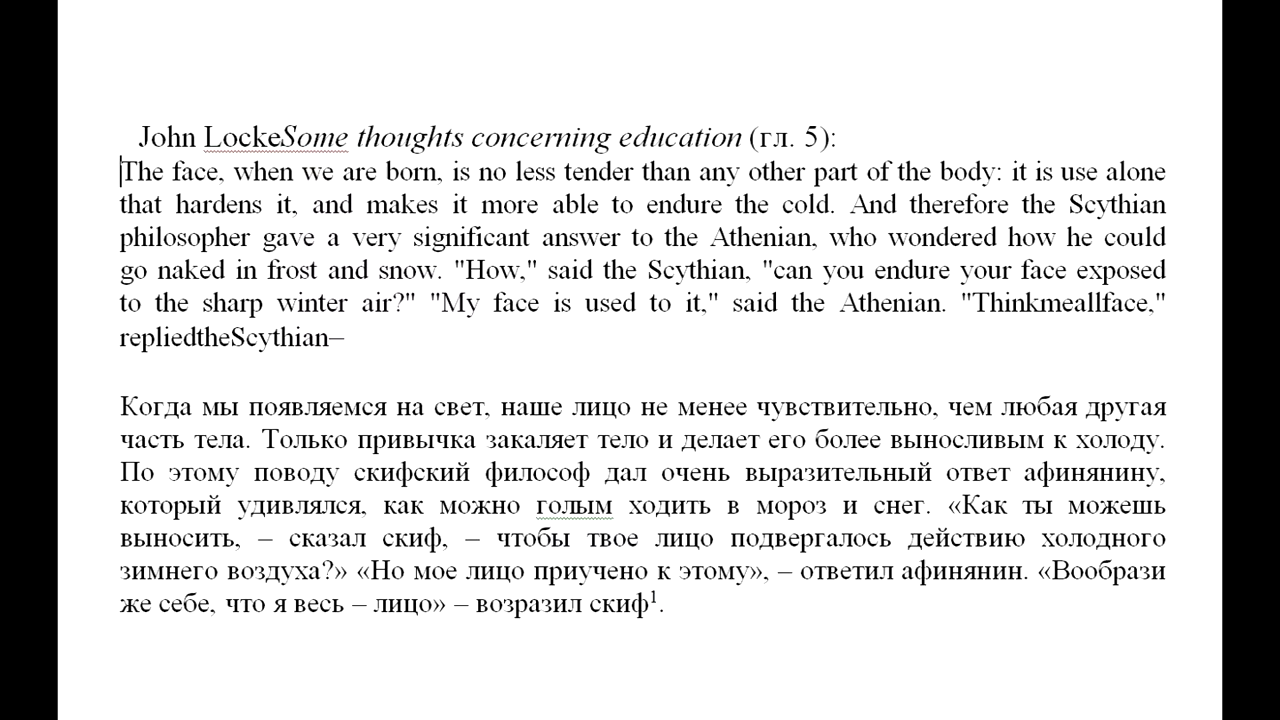 John LockeSome thoughts concerning education (гл. 5):
The face, when we are born, is no less tender than any other part of the body: it is use alone
that hardens it, and makes it more able to endure the cold. And therefore the Scythian
philosopher gave a very significant answer to the Athenian, who wondered how he could
go naked in frost and snow. "How," said the Scythian, "can you endure your face exposed
to the sharp winter air?" "My face is used to it," said the Athenian. "Thinkmeallface,"
repliedtheScythian–
Когда мы появляемся на свет, наше лицо не менее чувствительно, чем любая другая
часть тела. Только привычка закаляет тело и делает его более выносливым к холоду.
По этому поводу скифский философ дал очень выразительный ответ афинянину,
который удивлялся, как можно голым ходить в мороз и снег. «Как ты можешь
выносить, – сказал скиф, – чтобы твое лицо подвергалось действию холодного
зимнего воздуха?» «Но мое лицо приучено к этому», – ответил афинянин. «Вообрази
же себе, что я весь – лицо» – возразил скиф¹.